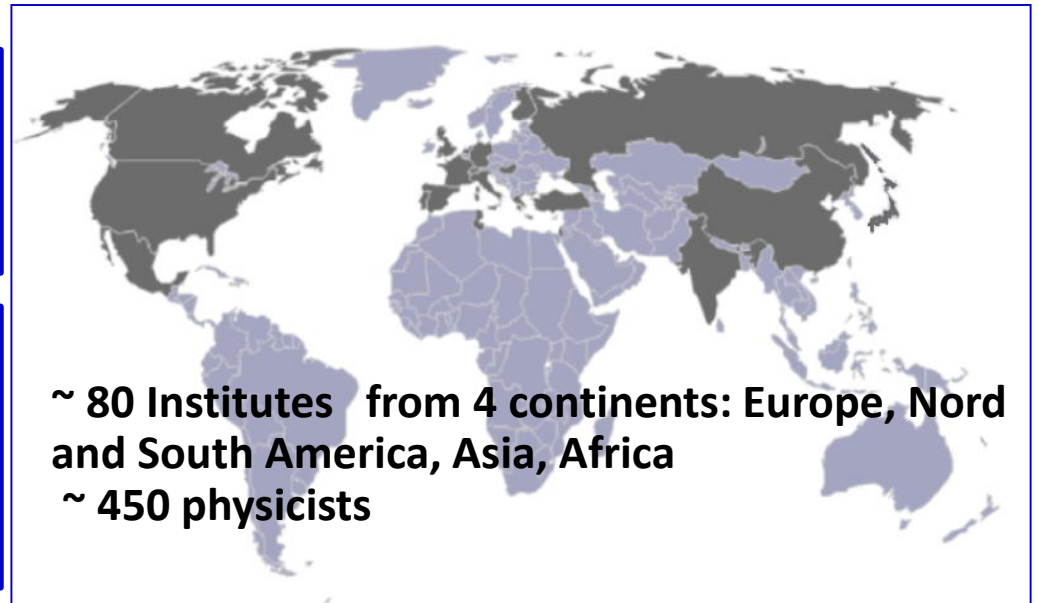 ~ 80 Institutes from 4 continents: Europe, Nord
and South America, Asia, Africa
~ 450 physicists